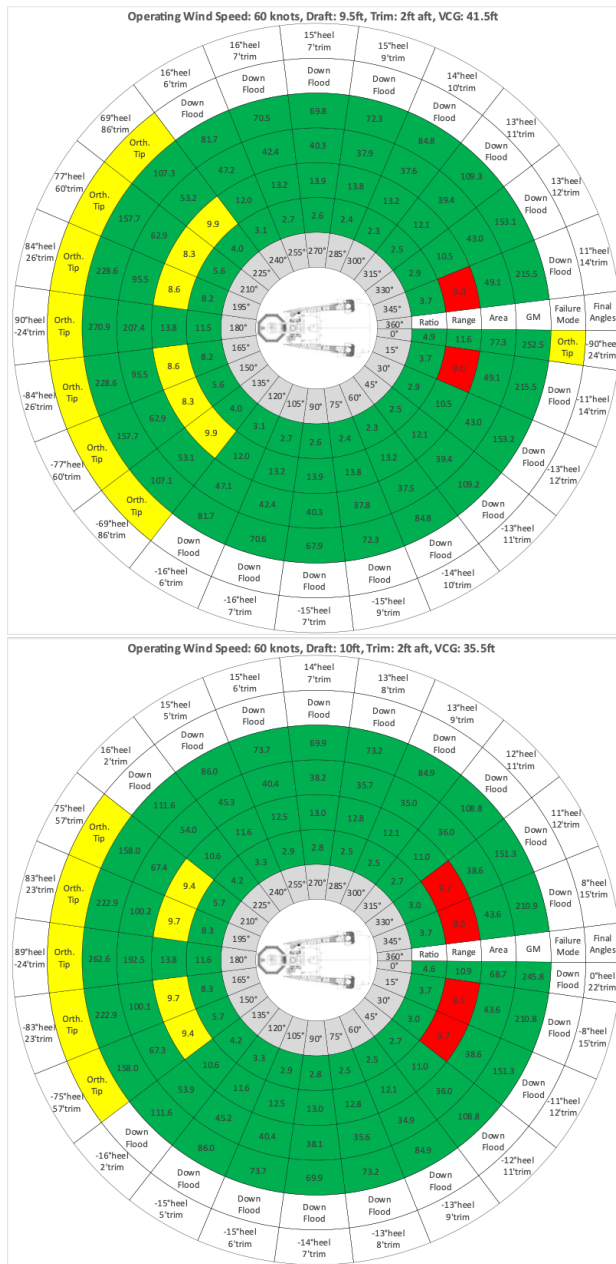 Operating Wind Speed: 60 knots, Draft: 9.5ft, Trim: 2ft aft, VCG: 41.5ft
15°heel
7'trim
15°heel
9'trim
14°heel
10'trim
13°heel
11'trim
13°heel
12'trim
11°heel
14'trim
Final
Angles
-90°heel
24'trim
-11°heel
14'trim
-13°heel
12'trim
-13°heel
11'trim
-14°heel
10'trim
-15°heel
9'trim
-15°heel
7'trim
-16°heel
7'trim
-16°heel
6'trim
-69°heel
86'trim
-77°heel
60'trim
-84°heel
26'trim
90°heel
-24'trim
84°heel
26'trim
77°heel
60'trim
69°heel
86'trim
16°heel
6'trim
16°heel
7'trim
Down
Flood
Down
Flood
Down
Flood
Down
Flood
Down
Flood
Down
Flood
Failure
Mode
Orth.
Tip
Down
Flood
Down
Flood
Down
Flood
Down
Flood
Down
Flood
Down
Flood
Down
Flood
Down
Flood
Orth.
Tip
Orth.
Tip
Orth.
Tip
Orth.
Tip
Orth.
Tip
Orth.
Tip
Orth.
Tip
Down
Flood
Down
Flood
69.8 72.3 84.8 109.3 153.1 215.5 GM 252.5 215.5 153.2 109.2 84.8 72.3 67.9 70.6 81.7 107.1 157.7 228.6 270.9 228.6 157.7 107.3 81.7 70.5
40.3 37.9 37.6 39.4 43.0 49.1 Area 77.3 49.1 43.0 39.4 37.5 37.8 40.3 42.4 47.1 53.1 62.9 95.5 207.4 95.5 62.9 53.2 47.2 42.4
13.9 13.8 13.2 12.1 10.5 9.0 Range 11.6 9.0 10.5 12.1 13.2 13.8 13.9 13.2 12.0 9.9 8.3 8.6 13.8 8.6 8.3 9.9 12.0 13.2
2.6 2.4 2.3 2.5 2.9 3.7 Ratio 4.9 3.7 2.9 2.5 2.3 2.4 2.6 2.7 3.1 4.0 5.6 8.2 11.5 8.2 5.6 4.0 3.1 2.7
270° 285° 300° 315° 330° 345° 360° 0° 15° 30° 45° 60° 75° 90° 105° 120° 135° 150° 165° 180° 195° 210° 225° 240° 255°
Operating Wind Speed: 60 knots, Draft: 10ft, Trim: 2ft aft, VCG: 35.5ft
14°heel
7'trim
13°heel
8'trim
13°heel
9'trim
12°heel
11'trim
11°heel
12'trim
8°heel
15'trim
Final
Angles
0°heel
22'trim
-8°heel
15'trim
-11°heel
12'trim
-12°heel
11'trim
-13°heel
9'trim
-13°heel
8'trim
-14°heel
7'trim
-15°heel
6'trim
-15°heel
5'trim
-16°heel
2'trim
-75°heel
57'trim
-83°heel
23'trim
89°heel
-24'trim
83°heel
23'trim
75°heel
57'trim
16°heel
2'trim
15°heel
5'trim
15°heel
6'trim
Down
Flood
Down
Flood
Down
Flood
Down
Flood
Down
Flood
Down
Flood
Failure
Mode
Down
Flood
Down
Flood
Down
Flood
Down
Flood
Down
Flood
Down
Flood
Down
Flood
Down
Flood
Down
Flood
Down
Flood
Orth.
Tip
Orth.
Tip
Orth.
Tip
Orth.
Tip
Orth.
Tip
Down
Flood
Down
Flood
Down
Flood
69.9 73.2 84.9 108.8 151.3 210.9 GM 245.8 210.8 151.3 108.8 84.9 73.2 69.9 73.7 86.0 111.6 158.0 222.9 262.6 222.9 158.0 111.6 86.0 73.7
38.2 35.7 35.0 36.0 38.6 43.6 Area 68.7 43.6 38.6 36.0 34.9 35.6 38.1 40.4 45.2 53.9 67.3 100.1 192.5 100.2 67.4 54.0 45.3 40.4
13.0 12.8 12.1 11.0 9.7 8.5 Range 10.9 8.5 9.7 11.0 12.1 12.8 13.0 12.5 11.6 10.6 9.4 9.7 13.8 9.7 9.4 10.6 11.6 12.5
2.8 2.5 2.5 2.7 3.0 3.7 Ratio 4.6 3.7 3.0 2.7 2.5 2.5 2.8 2.9 3.3 4.2 5.7 8.3 11.6 8.3 5.7 4.2 3.3 2.9
270° 285° 300° 315° 330° 345° 360° 0° 15° 30° 45° 60° 75° 90° 105° 120° 135° 150° 165° 180° 195° 210° 225° 240° 255°